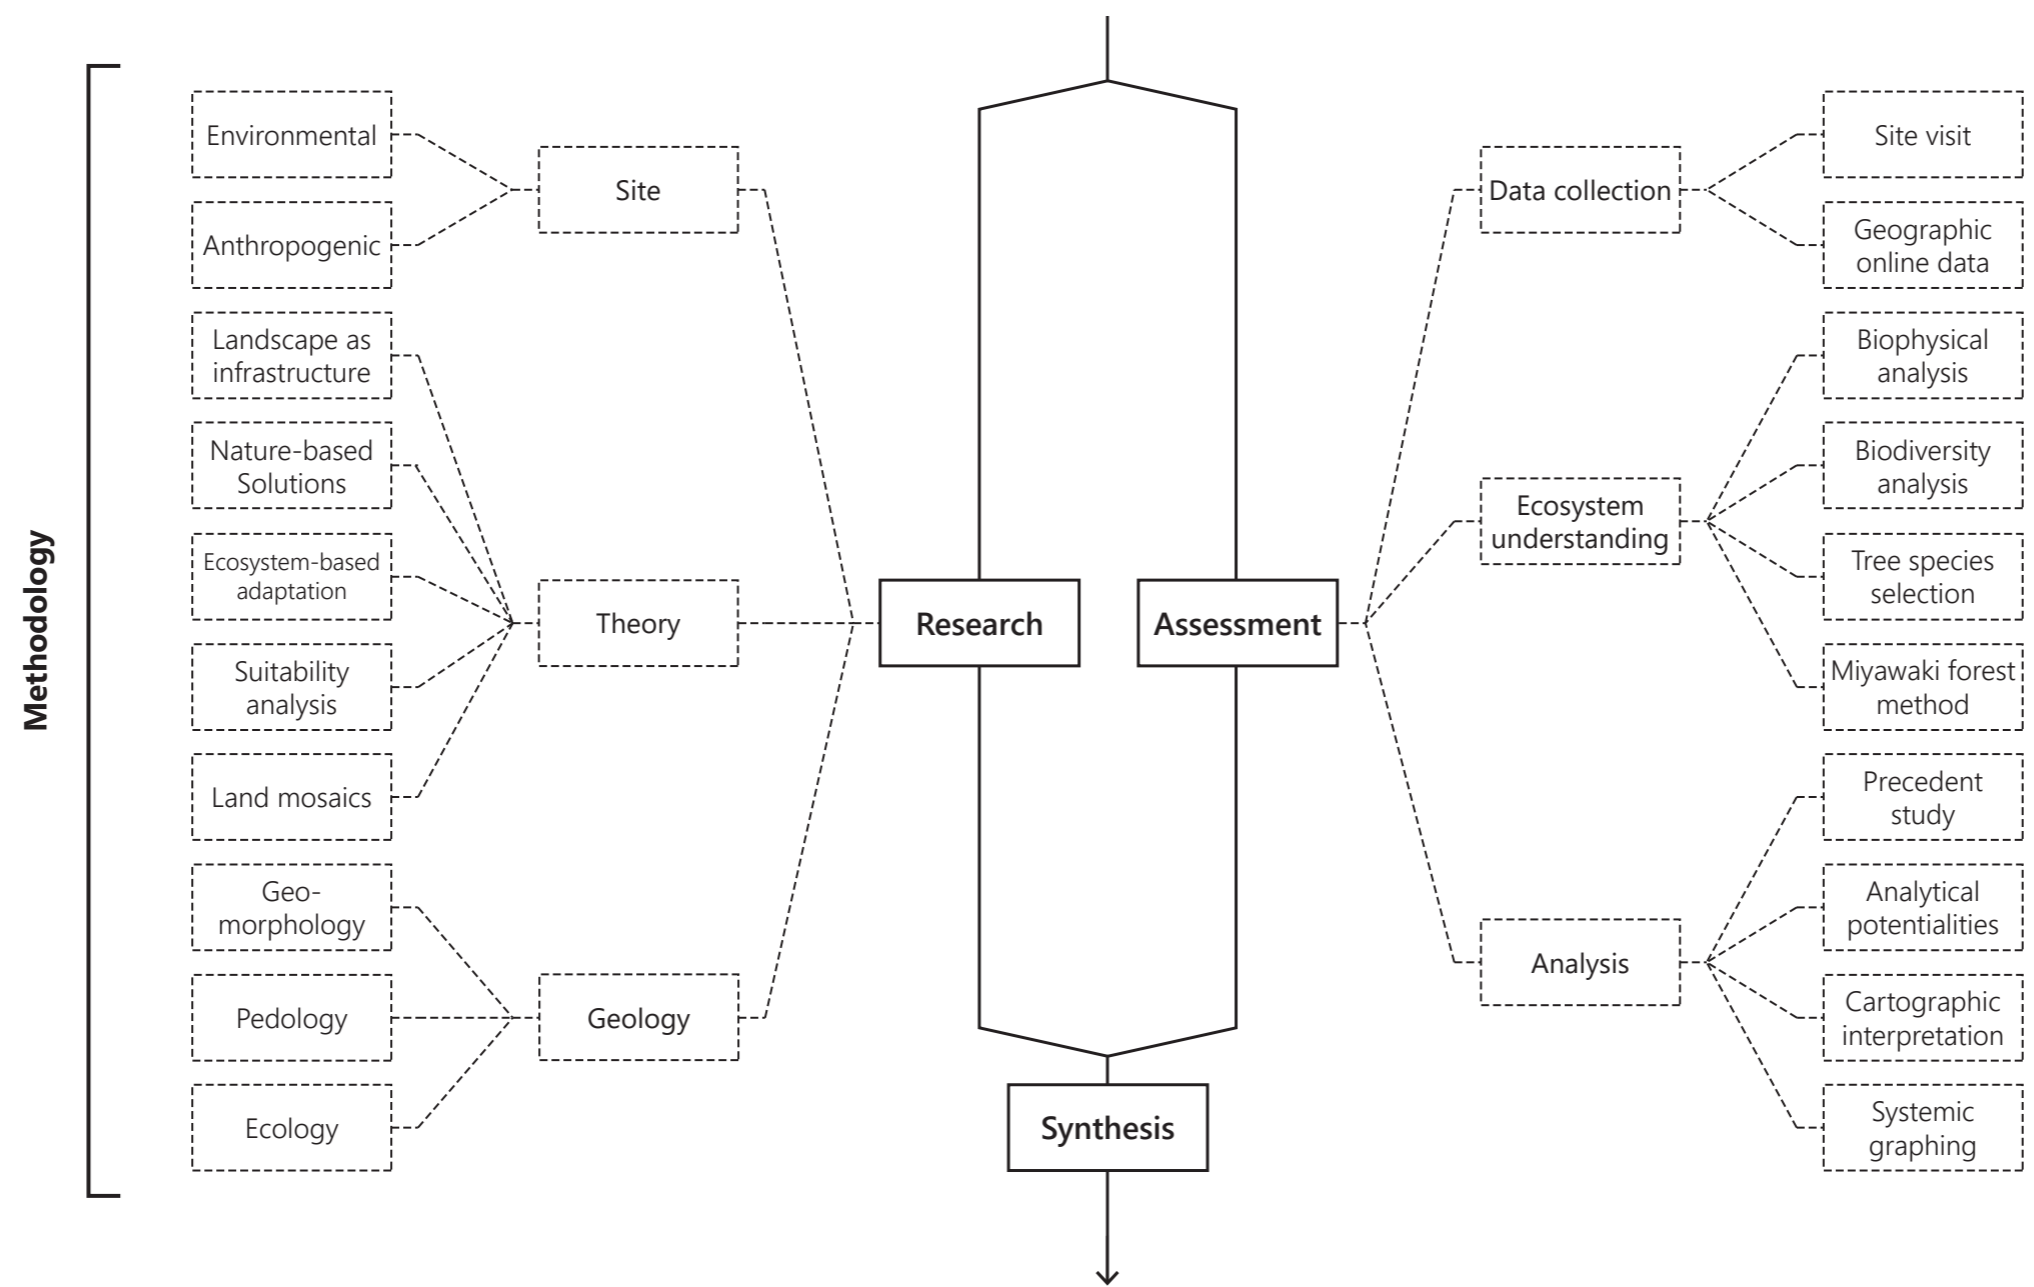 Methodology
Environmental
Anthropogenic
Landscape as
infrastructure
Nature-based
Solutions
Ecosystem-based
adaptation
Suitability
analysis
Land mosaics
Geo-
morphology
Pedology
Ecology
Site
Theory
Geology
Research
Assessment
Synthesis
Data collection
Ecosystem
understanding
Analysis
Site visit
Geographic
online data
Biophysical
analysis
Biodiversity
analysis
Tree species
selection
Miyawaki forest
method
Precedent
study
Analytical
potentialities
Cartographic
interpretation
Systemic
graphing